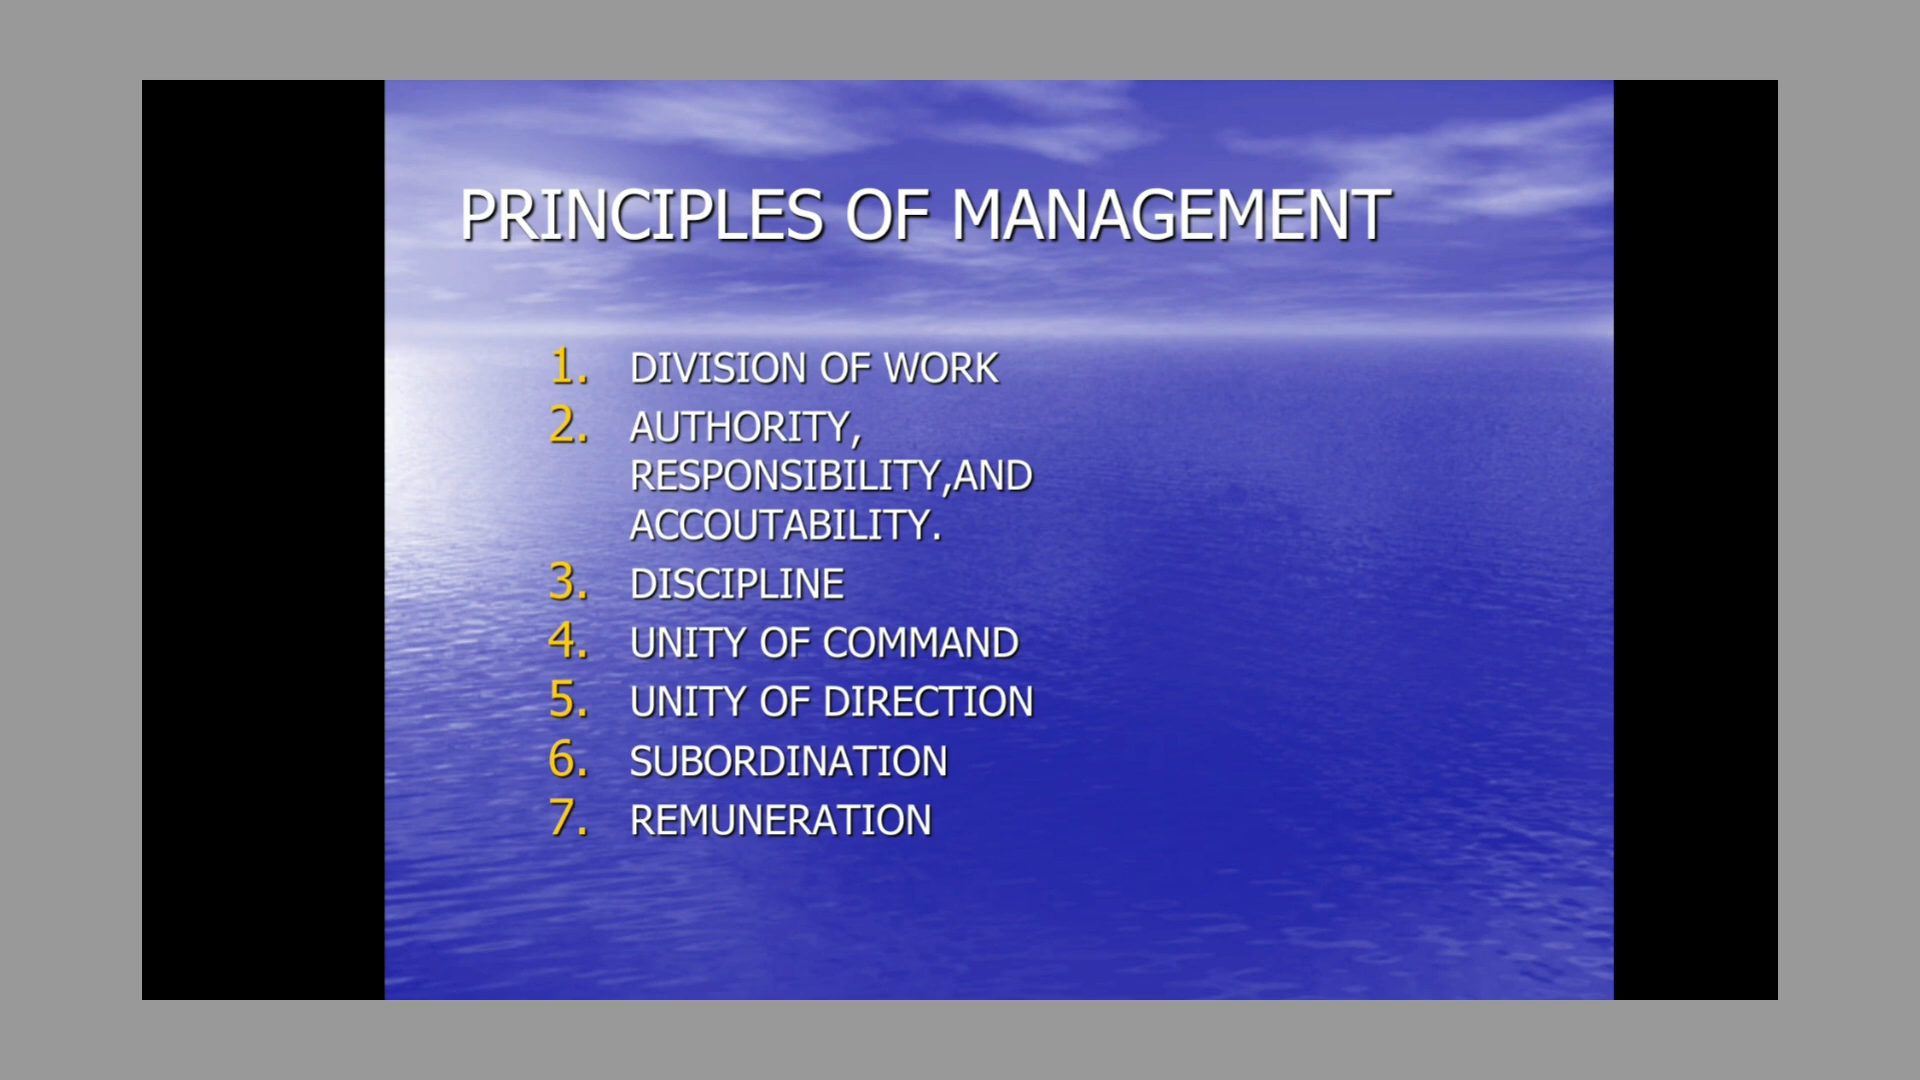 PRINCIPLES OF MANAGEMENT
1. DIVISION OF WORK
2. AUTHORITY,
RESPONSIBILITY,AND
ACCOUTABILITY.
3. DISCIPLINE
4. UNITY OF COMMAND
5. UNITY OF DIRECTION
6. SUBORDINATION
7. REMUNERATION